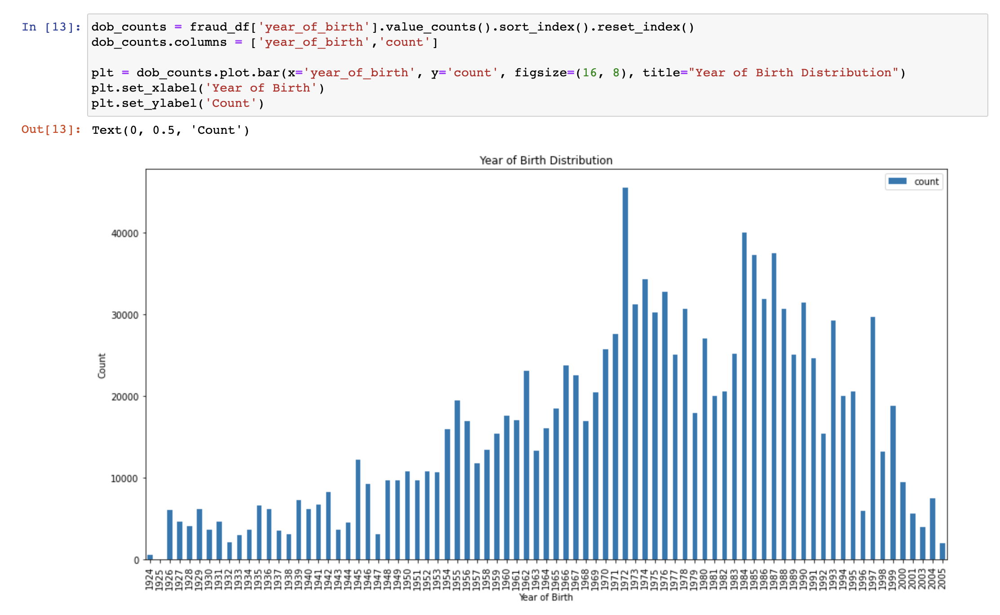 In [13]: dob_counts = fraud_df['year_of_birth'].value_counts().sort_index().reset_index()
dob_counts.columns = ['year_of_birth','count']
plt = dob_counts.plot.bar(x='year_of_birth', y='count', figsize=(16, 8), title="Year of Birth Distribution")
plt.set_xlabel('Year of Birth')
plt.set_ylabel('Count')
Out[13]: Text(0, 0.5, 'Count')
Year of Birth Distribution
count
40000
30000
20000
10000
0
Count
1924 1925 1926 1927 1928 1929 1930 1931 1932 1933 1934 1935 1936 1937 1938 1939 1940 1941 1942 1943 1944 1945 1946 1947 1948 1949 1950 1951 1952 1953 1954 1955 1956 1957 1958 1959 1960 1961 1962 1963 1964 1965 1966 1967 1968 1969 1970 1971 1972 1973 1974 1975 1976 1977 1978 1979 1980 1981 1982 1983 1984 1985 1986 1987 1988 1989 1990 1991 1992 1993 1994 1995 1996 1997 1998 1999 2000 2001 2003 2004 2005
Year of Birth